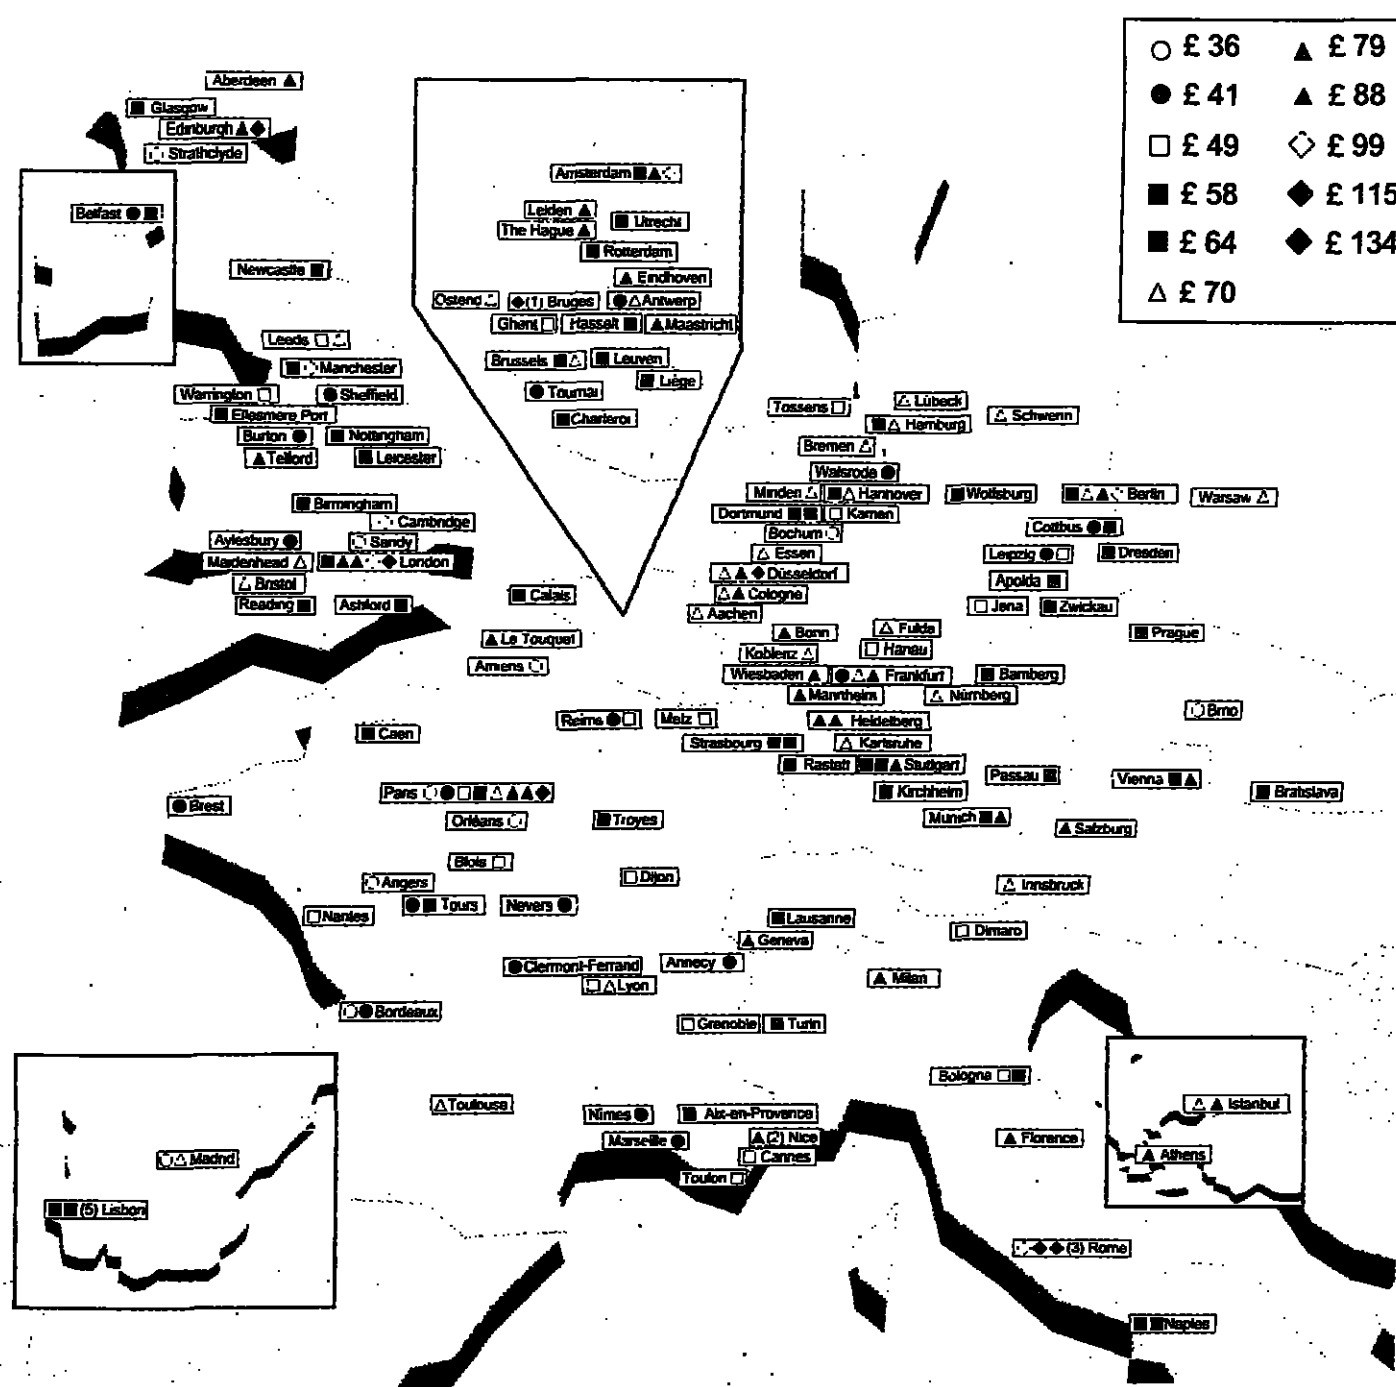 £ 36 £ 79
£ 41 £ 88
£ 49 £ 99
£ 58 £ 115
£ 64 £ 134
£ 70
Aberdeen
Glasgow
Edinburgh
Strathclyde
Belfast
Newcastle
Leeds
Manchester
Warrington
Sheffield
Ellesmere Port
Burton
Nottingham
Telford
Leicester
Birmingham
Cambridge
Aylesbury
Sandy
Maidenhead
London
Bristol
Reading
Ashford
Amsterdam
Leiden
Utrecht
The Hague
Rotterdam
Eindhoven
Ostend
(1) Bruges
Antwerp
Ghent
Hasselt
Maastricht
Brussels
Leuven
Liège
Tournai
Charleroi
Tossens
Lübeck
Schwerin
Hamburg
Bremen
Walsrode
Minden
Hannover
Wolfsburg
Berlin
Warsaw
Dortmund
Kamen
Bochum
Cottbus
Essen
Leipzig
Dresden
Düsseldorf
Apolda
Cologne
Aachen
Jena
Zwickau
Bonn
Fulda
Prague
Koblenz
Hanau
Wiesbaden
Frankfurt
Bamberg
Mannheim
Nürnberg
Brno
Heidelberg
Strasbourg
Karlsruhe
Rastatt
Stuttgart
Passau
Vienna
Kirchheim
Bratislava
Munich
Salzburg
Calais
Le Touquet
Amiens
Reims
Metz
Caen
Paris
Brest
Orléans
Troyes
Blois
Dijon
Angers
Tours
Nevers
Nantes
Innsbruck
Lausanne
Dimaro
Geneva
Clermont-Ferrand
Annecy
Lyon
Milan
Bordeaux
Grenoble
Turin
Bologna
Toulouse
Nîmes
Aix-en-Provence
Marseille
(2) Nice
Cannes
Toulon
Florence
Istanbul
Athens
Madrid
(5) Lisbon
(3) Rome
Naples